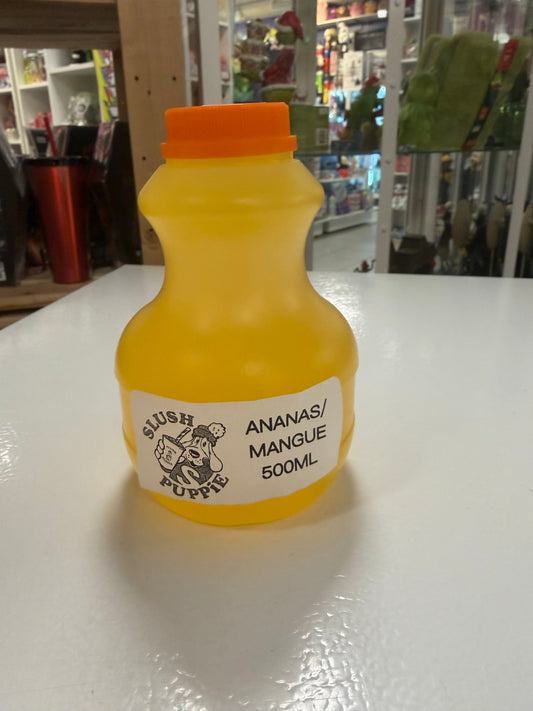 SLUSH
PUPPiE
ANANAS/
MANGUE
500ML